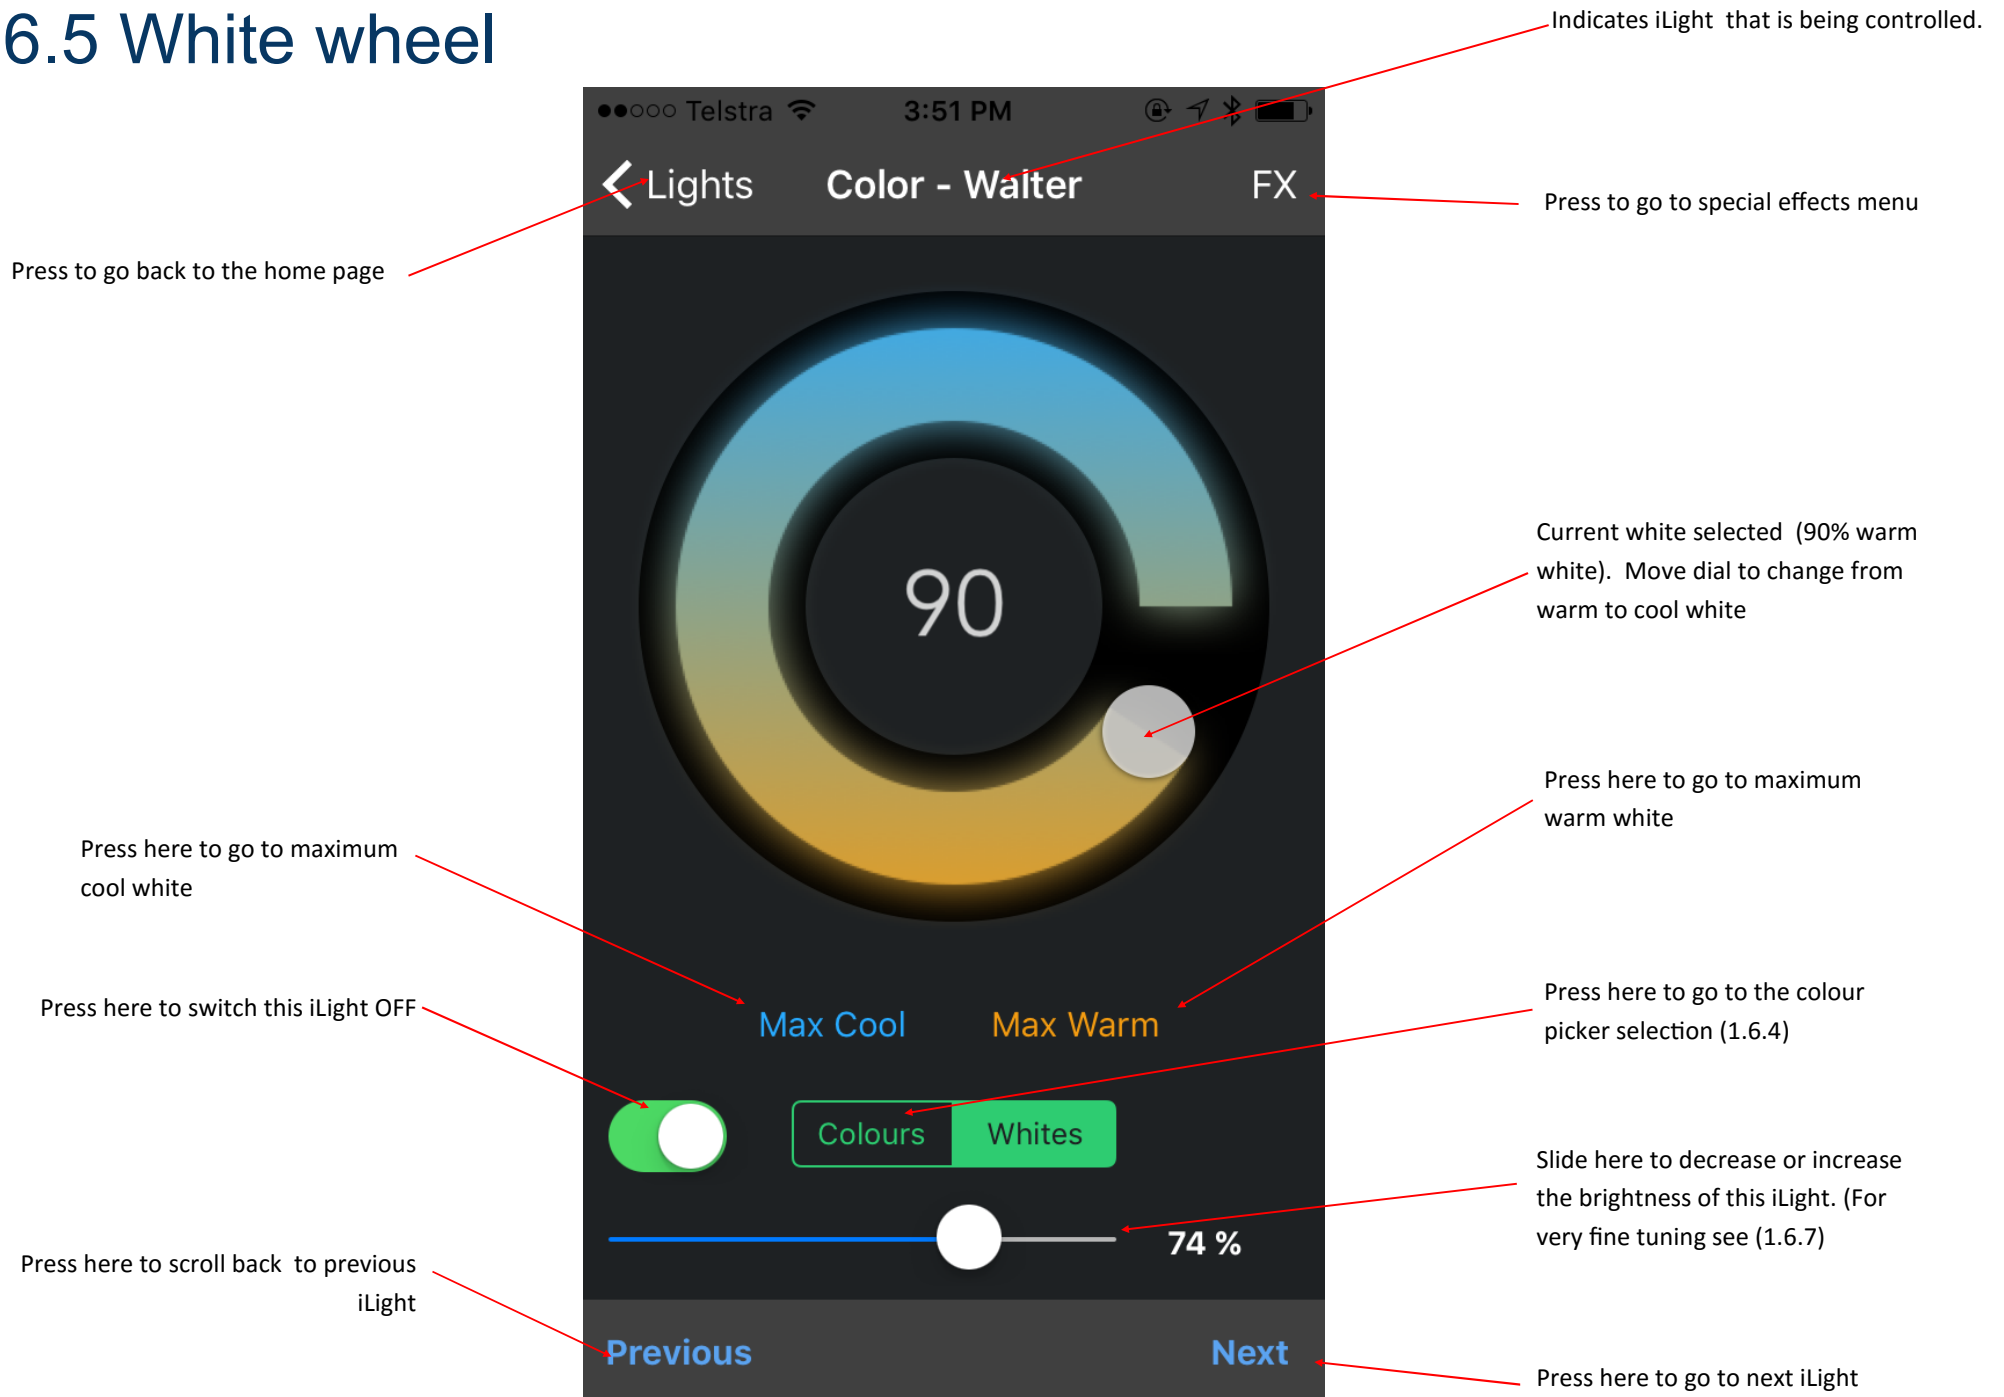 6.5 White wheel
Indicates iLight  that is being controlled.
Telstra 3:51 PM
Lights Color - Walter FX
Press to go to special effects menu
Press to go back to the home page
Current white selected  (90% warm
white).  Move dial to change from
warm to cool white
90
Press here to go to maximum
warm white
Press here to go to maximum
cool white
Press here to switch this iLight OFF
Max Cool Max Warm
Press here to go to the colour
picker selection (1.6.4)
Colours Whites
Slide here to decrease or increase
the brightness of this iLight. (For
very fine tuning see (1.6.7)
74 %
Press here to scroll back  to previous
iLight
Previous Next
Press here to go to next iLight